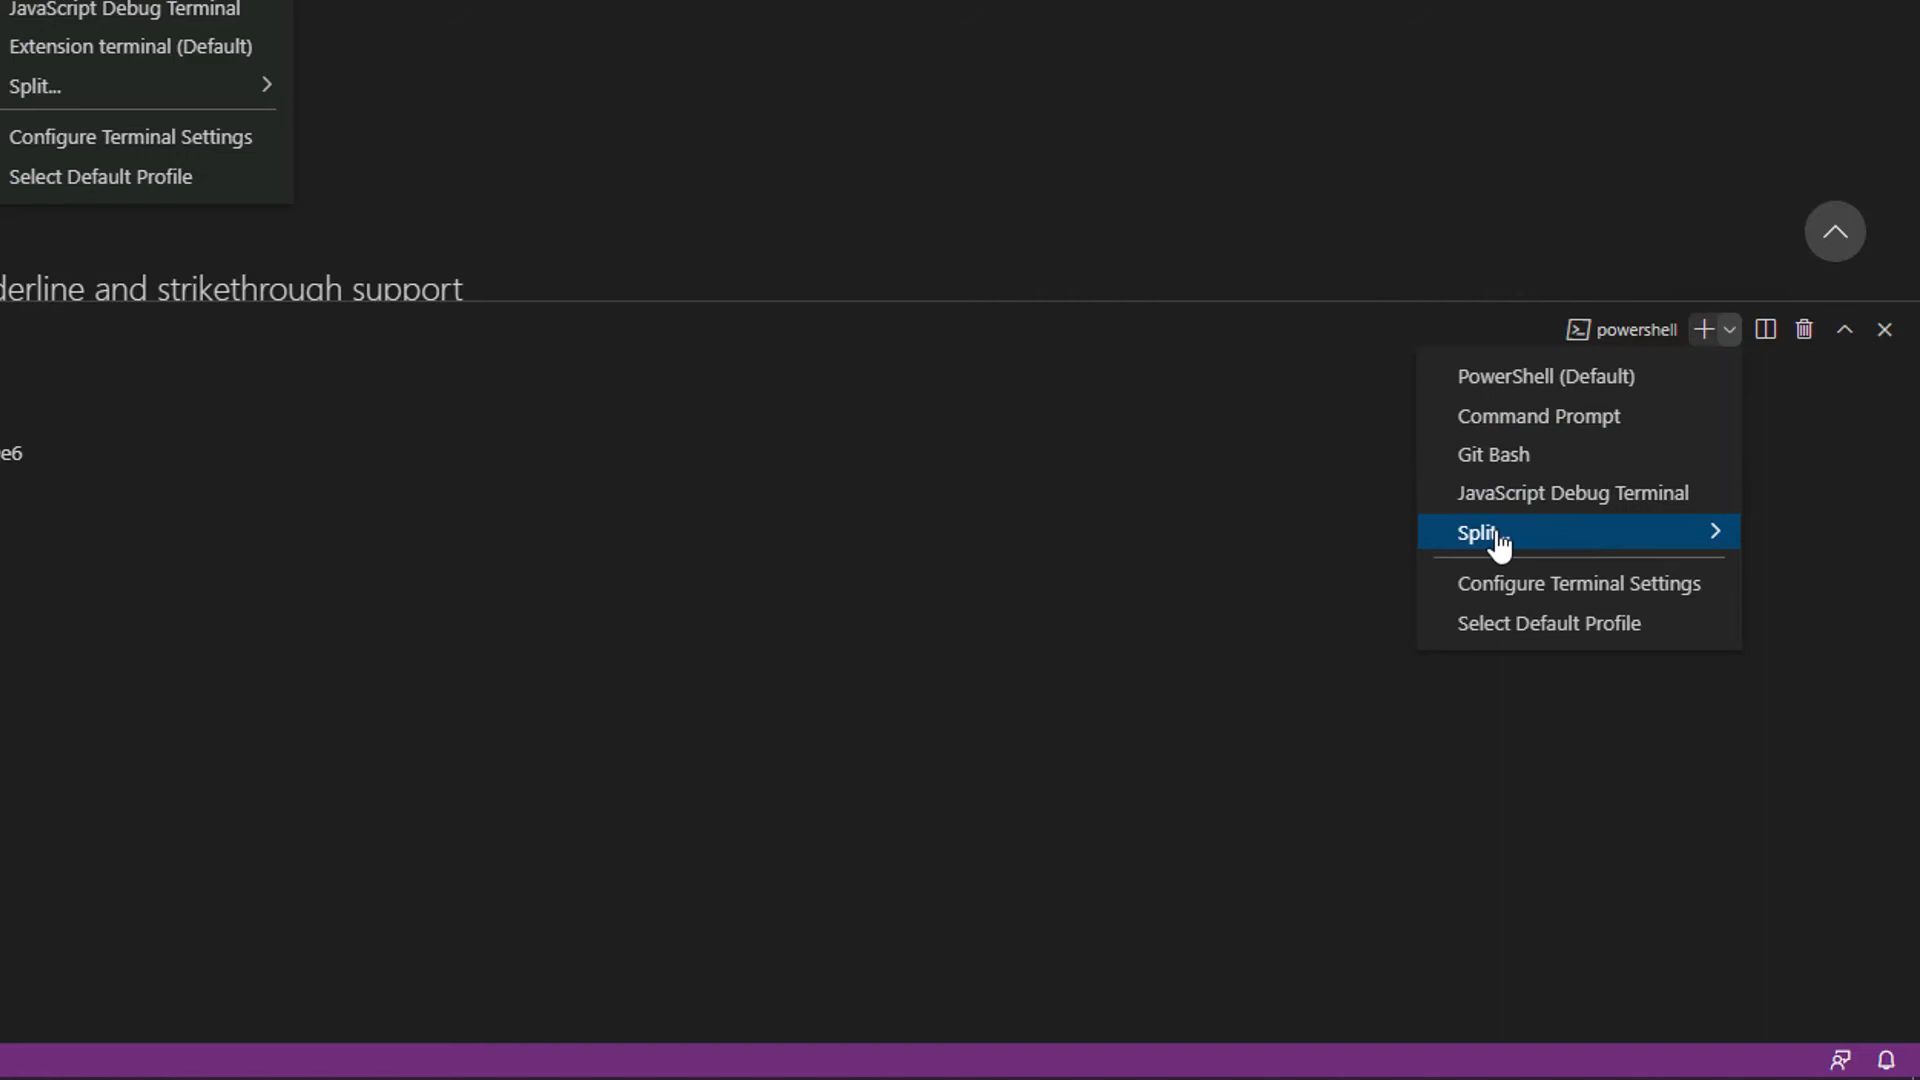 JavaScript Debug Terminal
Extension terminal (Default)
Split...
Configure Terminal Settings
Select Default Profile
derline and strikethrough support
powershell
PowerShell (Default)
Command Prompt
e6
Git Bash
JavaScript Debug Terminal
Split...
Configure Terminal Settings
Select Default Profile